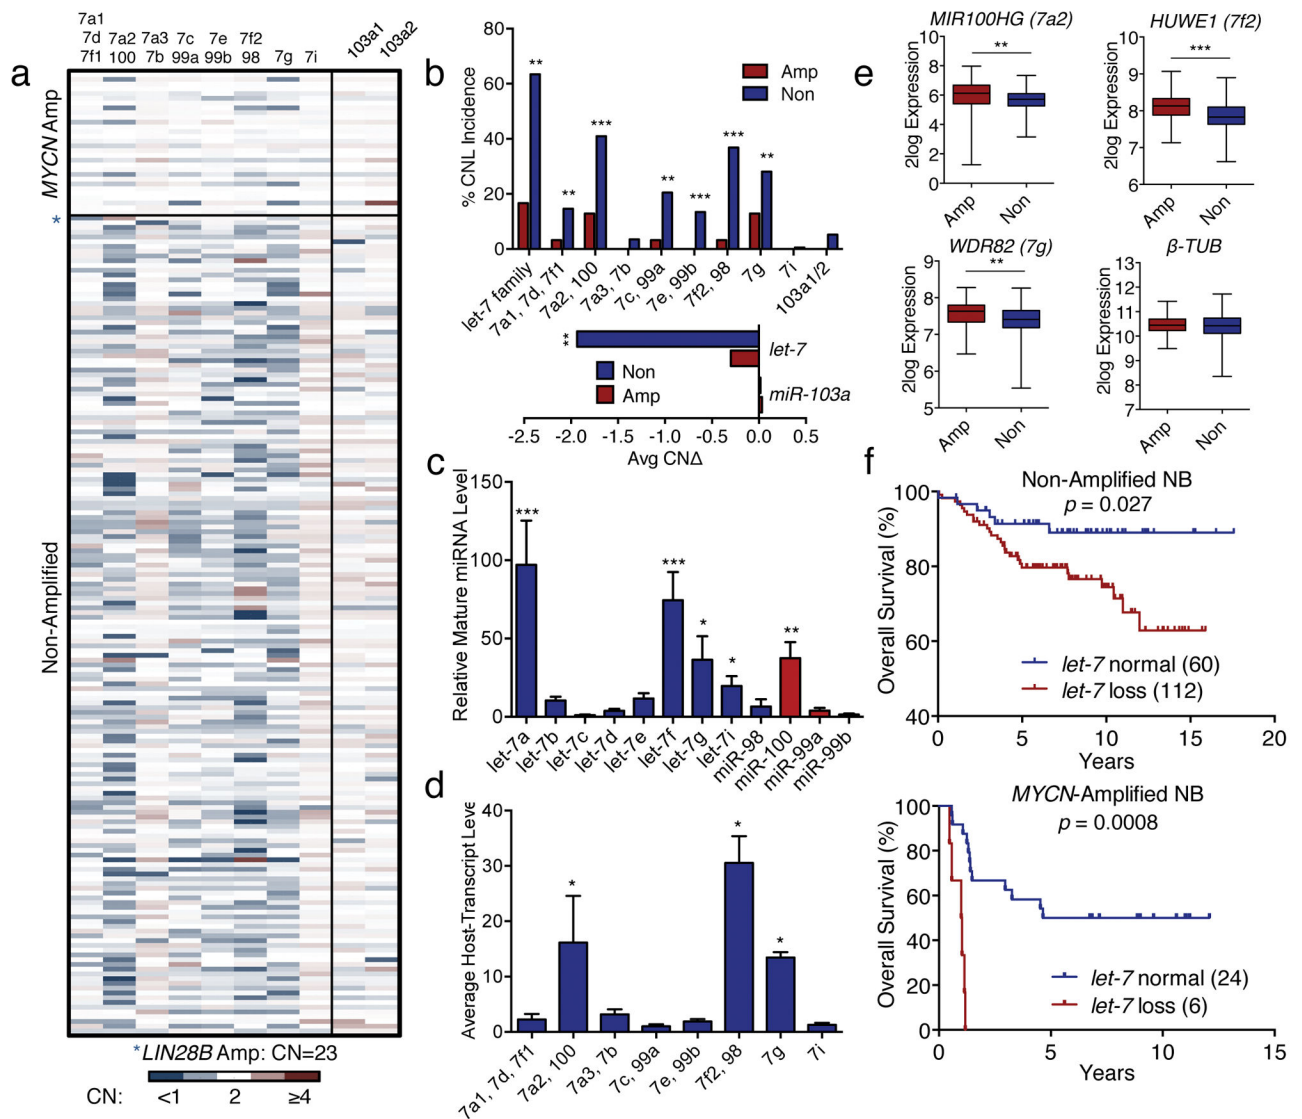 a
7a1
7d 7a2 7a3 7c 7e 7f2
7f1 100 7b 99a 99b 98 7g 7i 103a1 103a2
MYCN Amp
*
Non-Amplified
*LIN28B Amp: CN=23
CN: <1 2 ≥4
b
% CNL Incidence
80
60
40
20
0
** ** *** ** *** *** **
Amp
Non
let-7 family
7a1, 7d, 7f1
7a2, 100
7a3, 7b
7c, 99a
7e, 99b
7f2, 98
7g
7i
103a1/2
**
let-7
miR-103a
Non
Amp
-2.5 -2.0 -1.5 -1.0 -0.5 0.0 0.5
Avg CNΔ
c
Relative Mature miRNA Level
150
100
50
0
*** *** * * **
let-7a
let-7b
let-7c
let-7d
let-7e
let-7f
let-7g
let-7i
miR-98
miR-100
miR-99a
miR-99b
d
Average Host-Transcript Leve
40
30
20
10
0
* * *
7a1, 7d, 7f1
7a2, 100
7a3, 7b
7c, 99a
7e, 99b
7f2, 98
7g
7i
e
MIR100HG (7a2)
**
2log Expression
10
8
6
4
2
0
Amp Non
HUWE1 (7f2)
***
2log Expression
10
9
8
7
6
Amp Non
WDR82 (7g)
**
2log Expression
9
8
7
6
5
Amp Non
β-TUB
2log Expression
13
12
11
10
9
8
7
Amp Non
f
Non-Amplified NB
p = 0.027
Overall Survival (%)
100
80
60
40
let-7 normal (60)
let-7 loss (112)
0 5 10 15 20
Years
MYCN-Amplified NB
p = 0.0008
Overall Survival (%)
100
80
60
40
20
0
let-7 normal (24)
let-7 loss (6)
0 5 10 15
Years